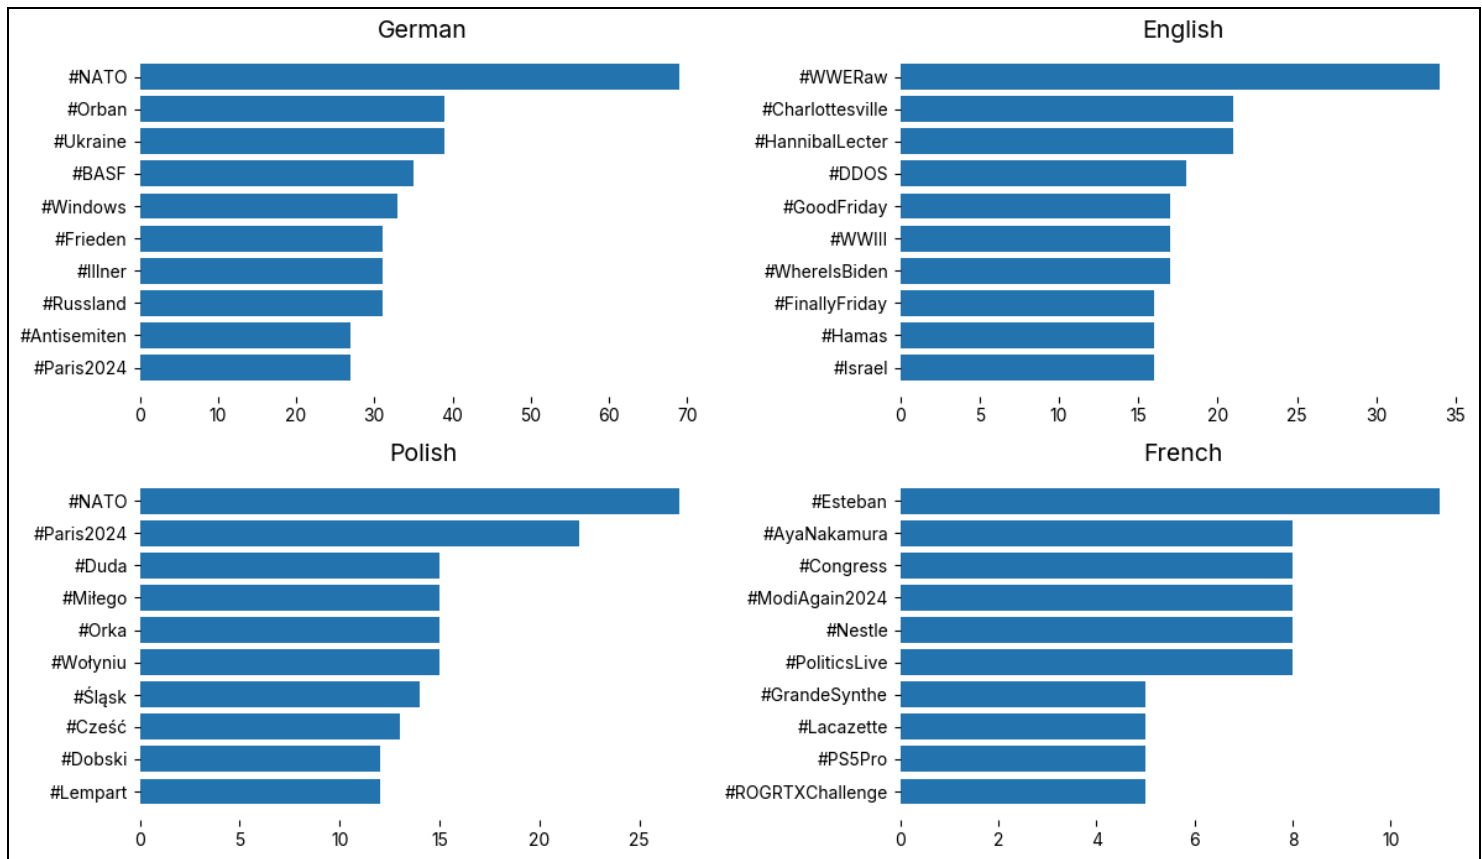 German
#NATO
#Orban
#Ukraine
#BASF
#Windows
#Frieden
#Illner
#Russland
#Antisemiten
#Paris2024
0 10 20 30 40 50 60 70
English
#WWERaw
#Charlottesville
#HannibalLecter
#DDOS
#GoodFriday
#WWIII
#WhereIsBiden
#FinallyFriday
#Hamas
#Israel
0 5 10 15 20 25 30 35
Polish
#NATO
#Paris2024
#Duda
#Miłego
#Orka
#Wołyniu
#Śląsk
#Cześć
#Dobski
#Lempart
0 5 10 15 20 25
French
#Esteban
#AyaNakamura
#Congress
#ModiAgain2024
#Nestle
#PoliticsLive
#GrandeSynthe
#Lacazette
#PS5Pro
#ROGRTXChallenge
0 2 4 6 8 10